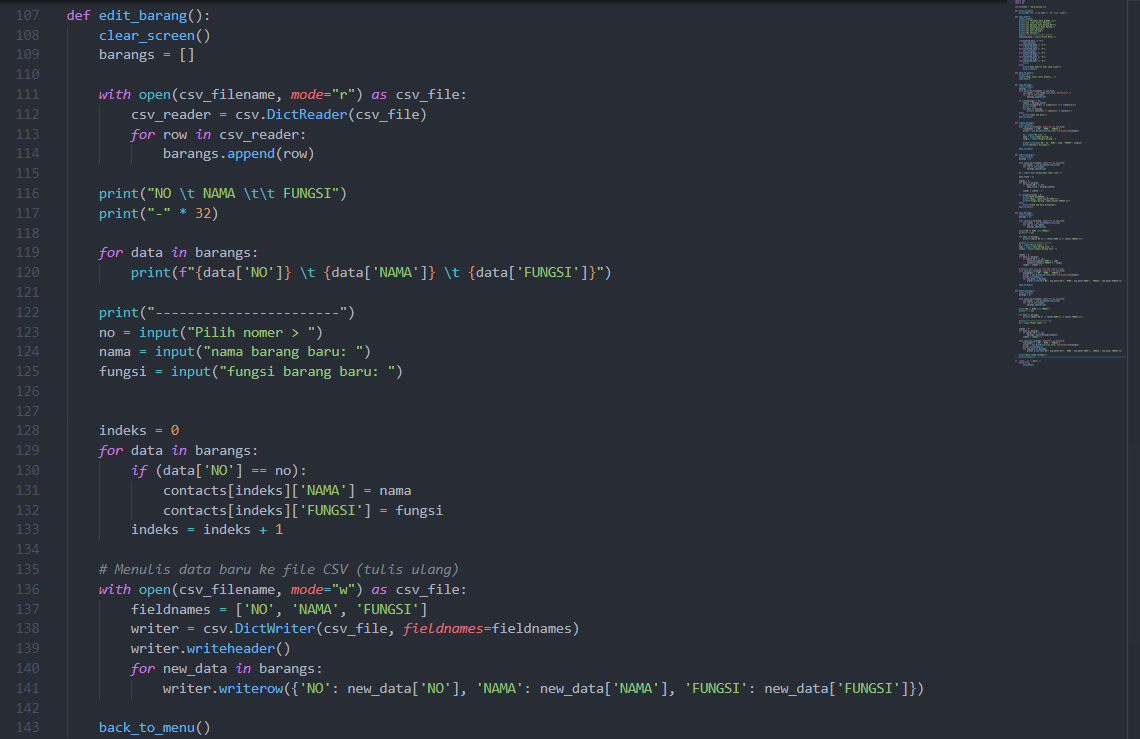 107 def edit_barang():
108     clear_screen()
109     barangs = []
110
111     with open(csv_filename, mode="r") as csv_file:
112         csv_reader = csv.DictReader(csv_file)
113         for row in csv_reader:
114             barangs.append(row)
115
116     print("NO \t NAMA \t\t FUNGSI")
117     print("-" * 32)
118
119     for data in barangs:
120         print(f"{data['NO']} \t {data['NAMA']} \t {data['FUNGSI']}")
121
122     print("-----------------------")
123     no = input("Pilih nomer > ")
124     nama = input("nama barang baru: ")
125     fungsi = input("fungsi barang baru: ")
126
127
128     indeks = 0
129     for data in barangs:
130         if (data['NO'] == no):
131             contacts[indeks]['NAMA'] = nama
132             contacts[indeks]['FUNGSI'] = fungsi
133         indeks = indeks + 1
134
135     # Menulis data baru ke file CSV (tulis ulang)
136     with open(csv_filename, mode="w") as csv_file:
137         fieldnames = ['NO', 'NAMA', 'FUNGSI']
138         writer = csv.DictWriter(csv_file, fieldnames=fieldnames)
139         writer.writeheader()
140         for new_data in barangs:
141             writer.writerow({'NO': new_data['NO'], 'NAMA': new_data['NAMA'], 'FUNGSI': new_data['FUNGSI']})
142
143     back_to_menu()